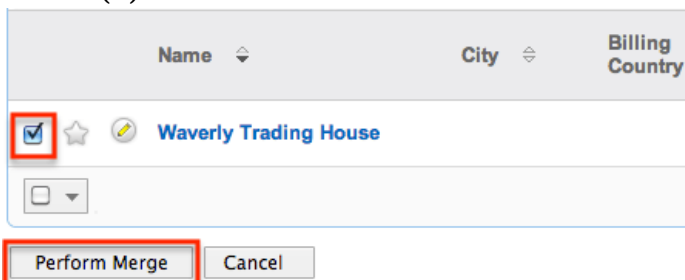 Name City Billing Country
Waverly Trading House
Perform Merge Cancel